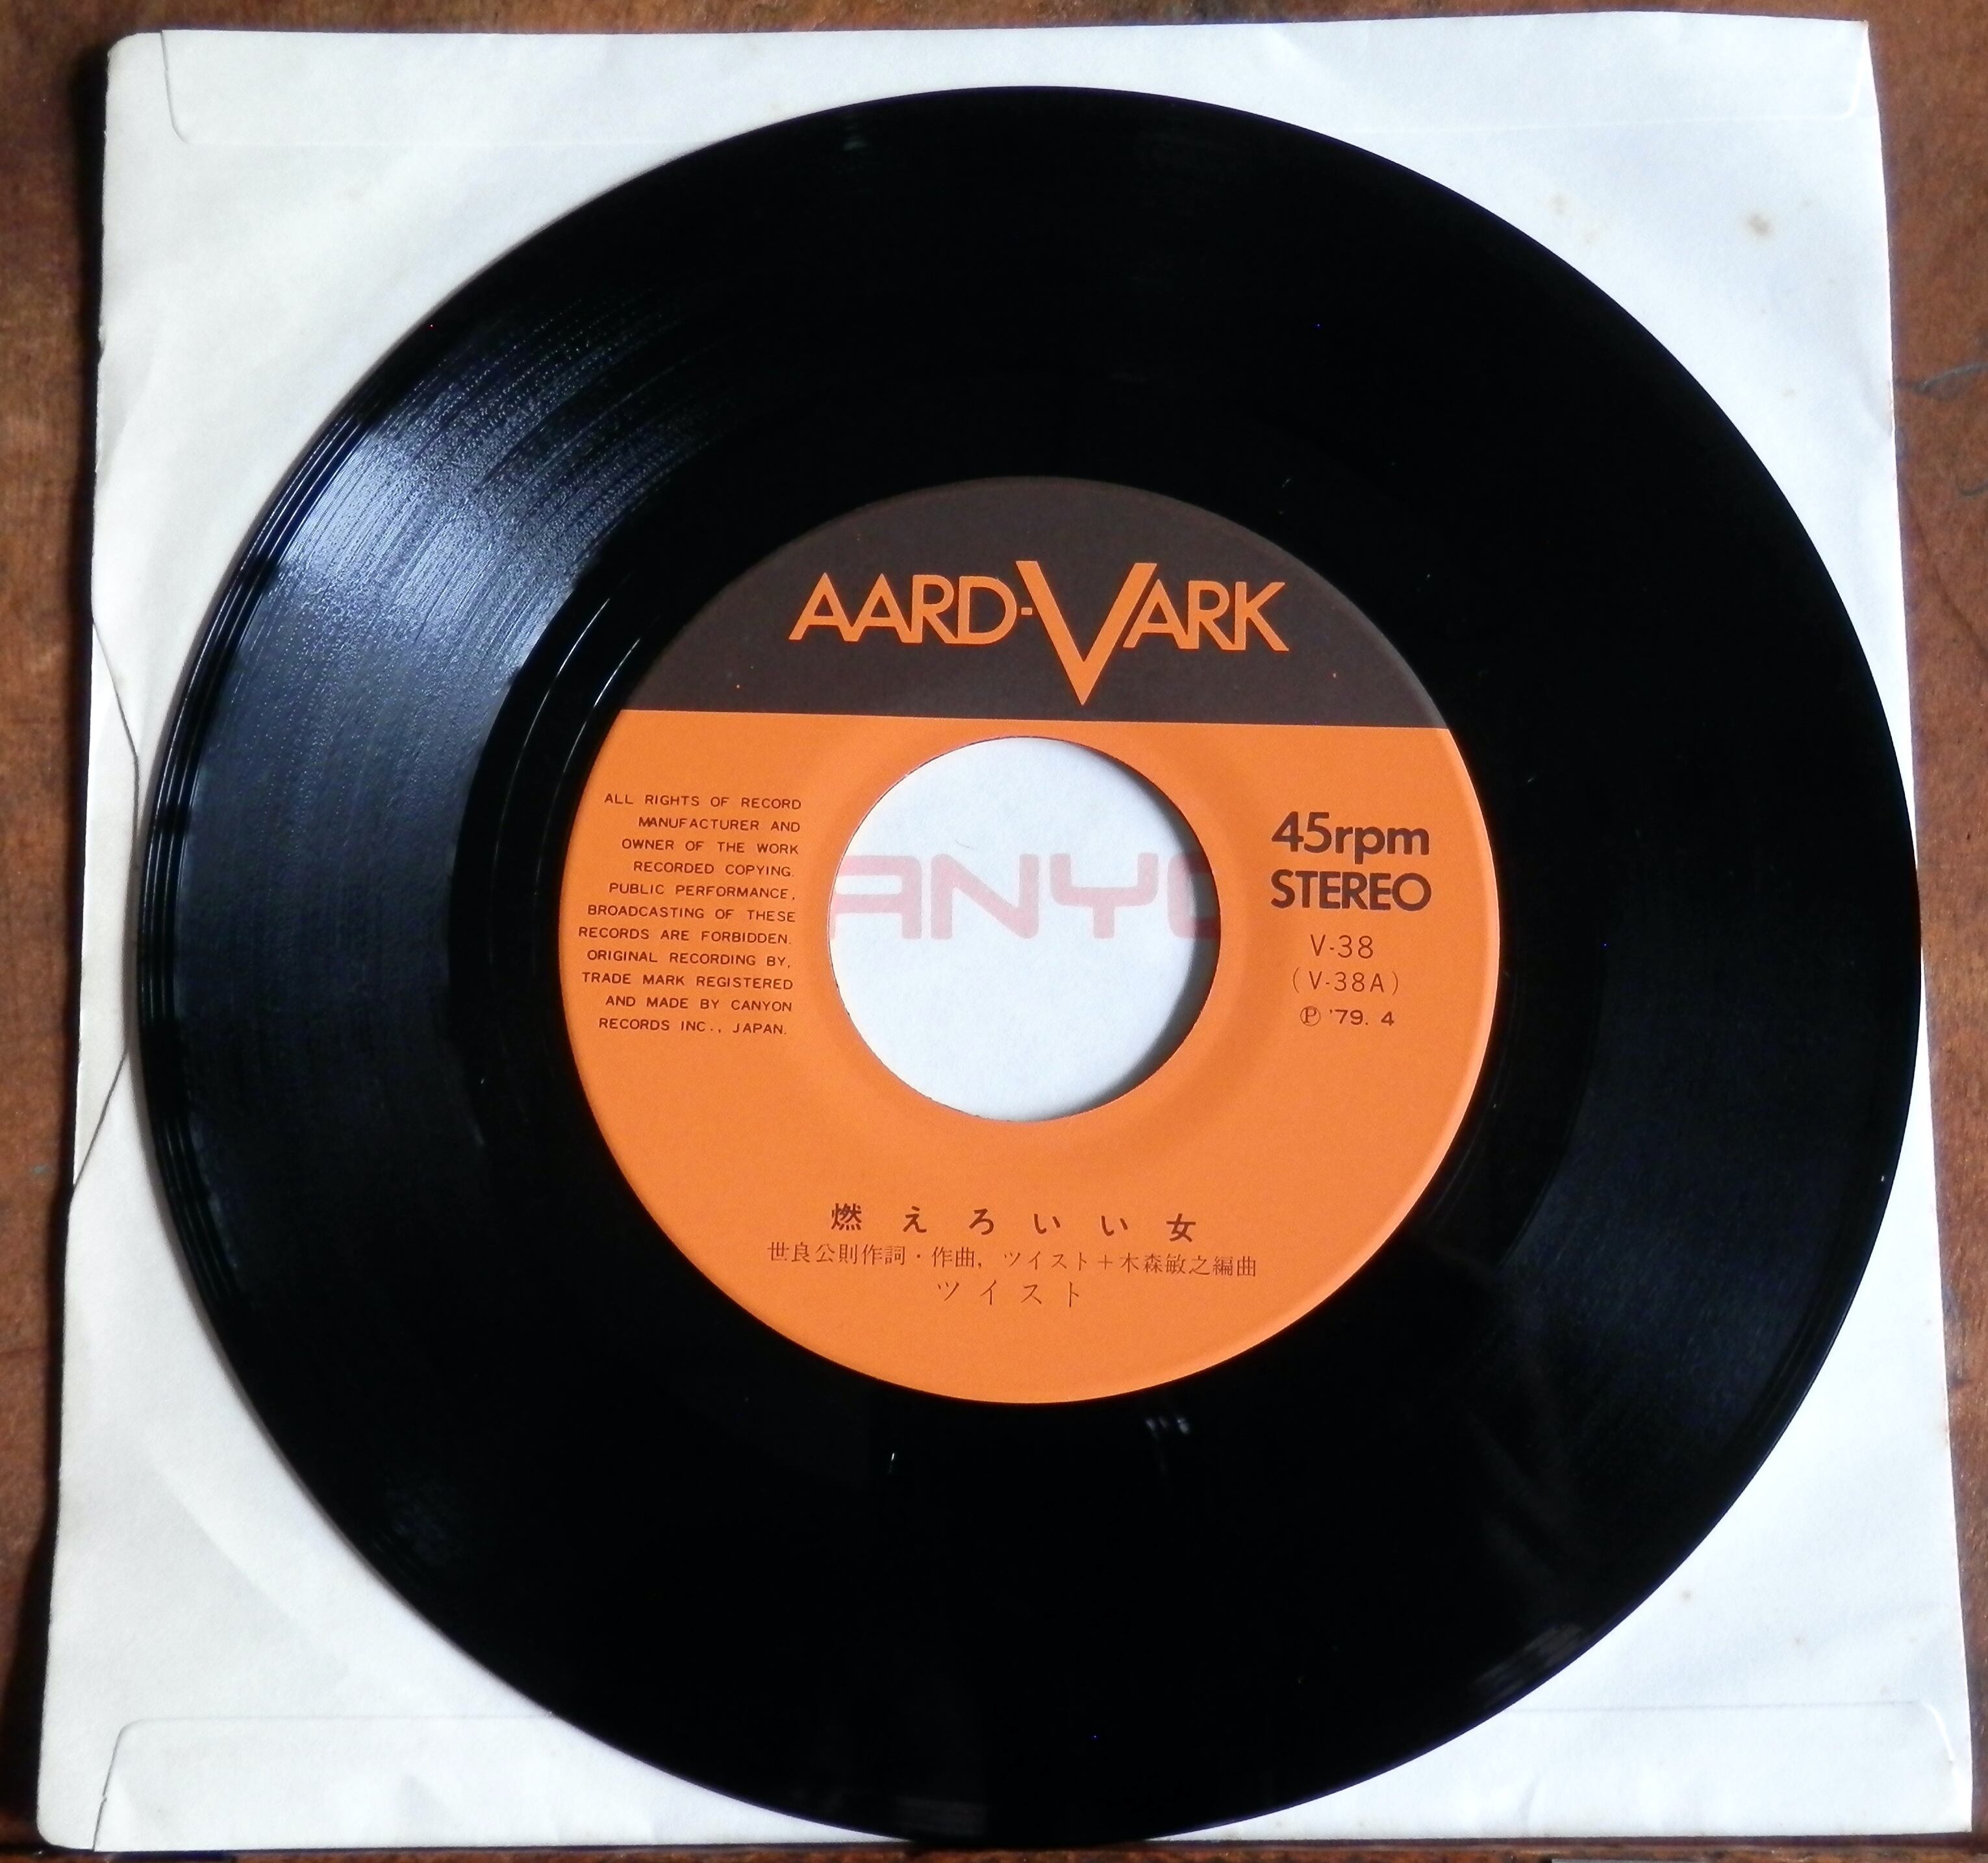 AARD-VARK
ALL RIGHTS OF RECORD
MANUFACTURER AND
OWNER OF THE WORK
RECORDED COPYING.
PUBLIC PERFORMANCE,
BROADCASTING OF THESE
RECORDS ARE FORBIDDEN.
ORIGINAL RECORDING BY,
TRADE MARK REGISTERED
AND MADE BY CANYON
RECORDS INC., JAPAN.
ANYO
45rpm
STEREO
V-38
(V-38A)
Ⓟ '79. 4
燃えろいい女
世良公則作詞・作曲, ツイスト+木森敏之編曲
ツイスト